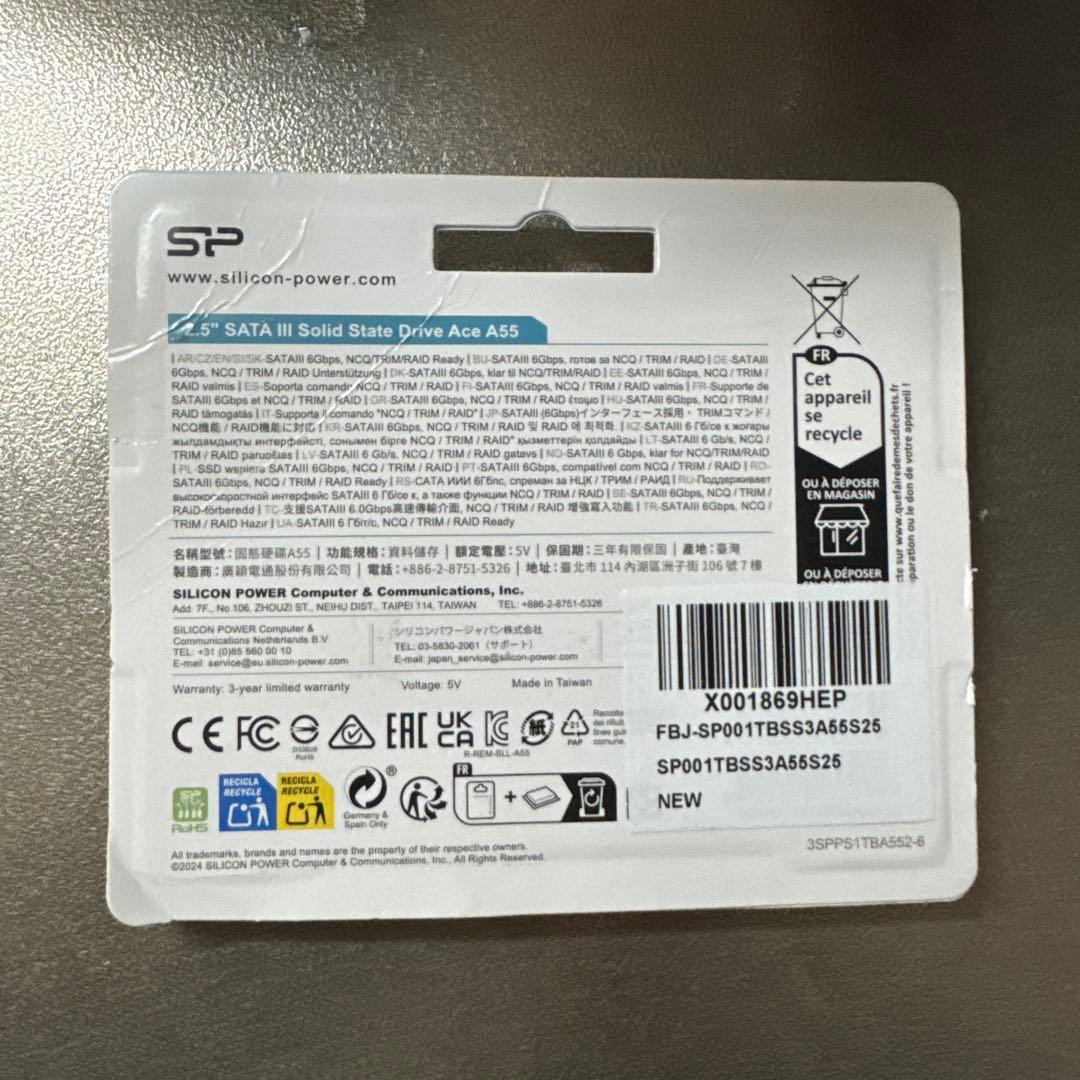 SP
www.silicon-power.com
2.5" SATA III Solid State Drive Ace A55
| AR/CZ/EN/SI/SK-SATAIII 6Gbps, NCQ/TRIM/RAID Ready | BU-SATAIII 6Gbps, готов за NCQ / TRIM / RAID | DE-SATAIII
6Gbps, NCQ / TRIM / RAID Unterstützung | DK-SATAIII 6Gbps, klar til NCQ/TRIM/RAID | EE-SATAIII 6Gbps, NCQ / TRIM /
RAID valmis | ES-Soporta comando NCQ / TRIM / RAID | FI-SATAIII 6Gbps, NCQ / TRIM / RAID valmis | FR-Supporte de
SATAIII 6Gbps et NCQ / TRIM / RAID | GR-SATAIII 6Gbps, NCQ / TRIM / RAID έτοιμο | HU-SATAIII 6Gbps, NCQ / TRIM /
RAID támogatás | IT-Supporta il comando "NCQ / TRIM / RAID" | JP-SATAIII (6Gbps)インターフェース採用、TRIMコマンド /
NCQ機能 / RAID機能に対応 | KR-SATAIII 6Gbps, NCQ / TRIM 및 RAID 에 최적화 | KZ-SATAIII 6 Гб/се к жоғары
жылдамдықты интерфейсті, сонымен бірге NCQ / TRIM / RAID" қызметтерін қолдайды | LT-SATAIII 6 Gb/s, NCQ /
TRIM / RAID paruošias | LV-SATAIII 6 Gb/s, NCQ / TRIM / RAID gatavs | NO-SATAIII 6 Gbps, klar for NCQ/TRIM/RAID
| PL-SSD wspiera SATAIII 6Gbps, NCQ / TRIM / RAID | PT-SATAIII 6Gbps, compatível com NCQ / TRIM / RAID | RO-
SATAIII 6Gbps, NCQ / TRIM / RAID Ready | RS-САТА ИИИ 6Гбпс, спреман за НЦК / ТРИМ / РАИД | RU-Поддерживает
высокоскоростной интерфейс SATAIII 6 Гб/се к, а также функции NCQ / TRIM / RAID | SE-SATAIII 6Gbps, NCQ / TRIM /
RAID-förberedd | TC-支援SATAIII 6.0Gbps高速傳輸介面, NCQ / TRIM / RAID 增強寫入功能 | TR-SATAIII 6Gbps, NCQ /
TRIM / RAID Hazır | UA-SATAIII 6 Гбіт/с, NCQ / TRIM / RAID Ready
名稱型號：固態硬碟A55 | 功能規格：資料儲存 | 額定電壓：5V | 保固期：三年有限保固 | 產地：臺灣
製造商：廣穎電通股份有限公司 | 電話：+886-2-8751-5326 | 地址：臺北市 114 內湖區洲子街 106 號 7 樓
SILICON POWER Computer & Communications, Inc.
Add: 7F., No 106, ZHOUZI ST., NEIHU DIST., TAIPEI 114, TAIWAN TEL: +886-2-8751-5326
SILICON POWER Computer &
Communications Netherlands B.V.
TEL: +31 (0)85 560 00 10
E-mail: service@eu.silicon-power.com
シリコンパワージャパン株式会社
TEL: 03-5830-2061（サポート）
E-mail: japan_service@silicon-power.com
Warranty: 3-year limited warranty Voltage: 5V Made in Taiwan
CE FC D33B29 RoHS EAC UK CA KC 紙 21 PAP
R-REM-SLL-A55
Raccolta
dei rifiuti.
comune.
SP
RoHS
RECICLA
RECYCLE
RECICLA
RECYCLE
®
Germany &
Spain Only
FR
+
All trademarks, brands and names are the property of their respective owners.
©2024 SILICON POWER Computer & Communications, Inc., All Rights Reserved.
FR
Cet
appareil
se
recycle
OU À DÉPOSER
EN MAGASIN
OU À DÉPOSER
sur www.quefairedemesdechets.fr
ou le don de votre appareil !
X001869HEP
FBJ-SP001TBSS3A55S25
SP001TBSS3A55S25
NEW
3SPPS1TBA552-6